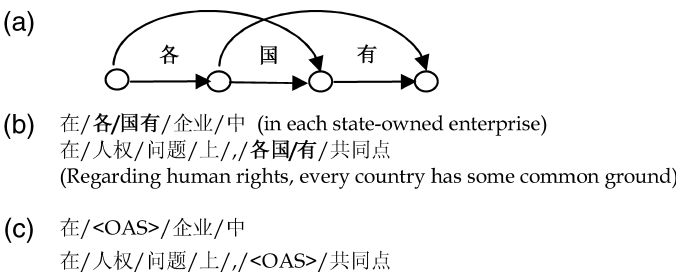 (a)
各 国 有
(b) 在/各/国有/企业/中 (in each state-owned enterprise)
在/人权/问题/上/,/各国/有/共同点
(Regarding human rights, every country has some common ground)
(c) 在/<OAS>/企业/中
在/人权/问题/上/,/<OAS>/共同点